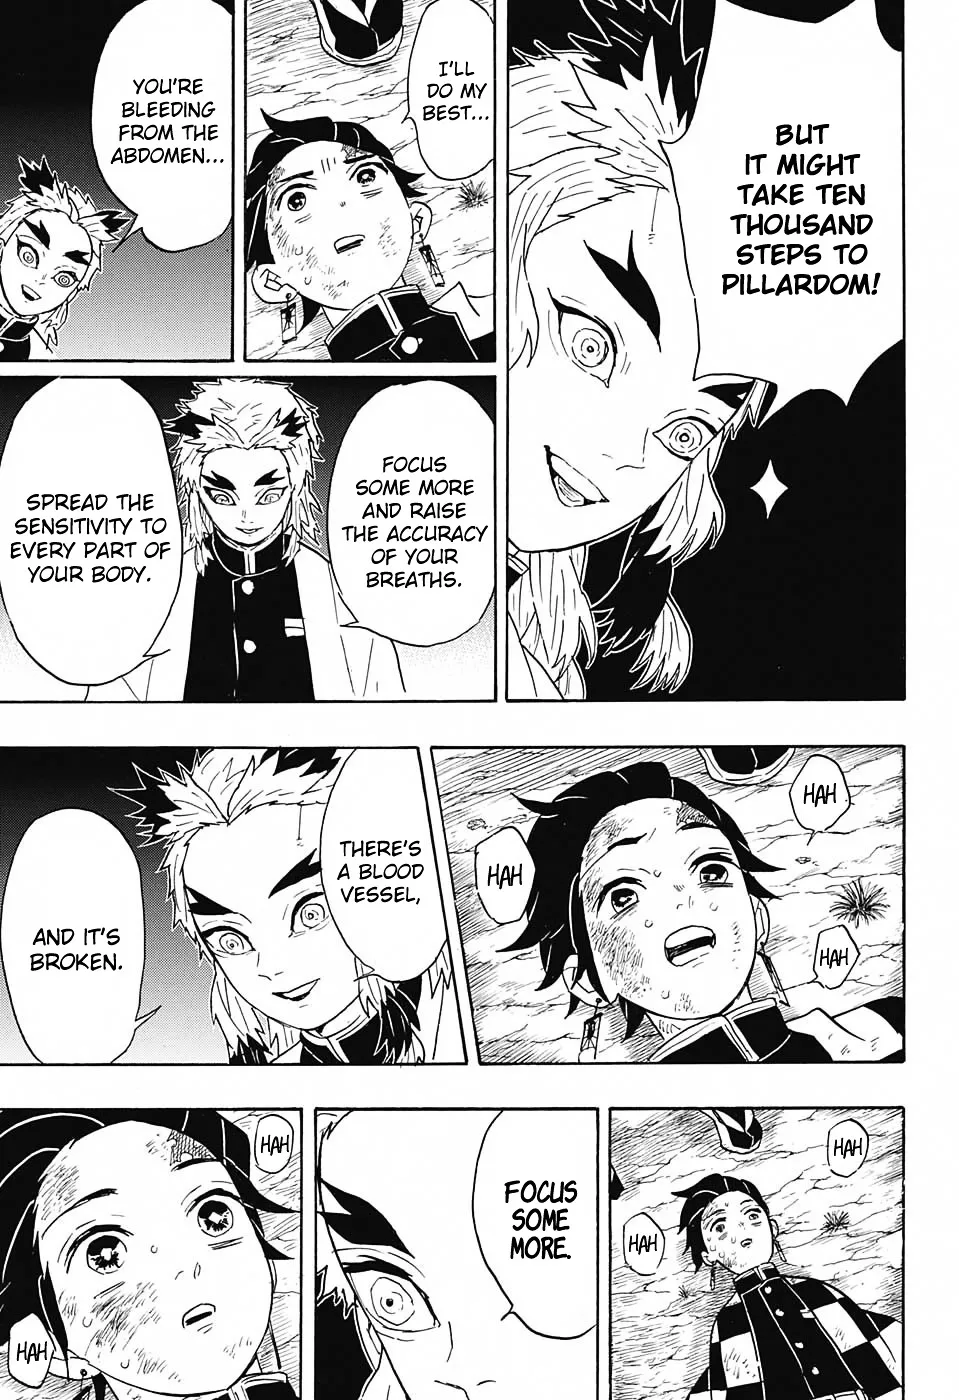 BUT
IT MIGHT
TAKE TEN
THOUSAND
STEPS TO
PILLARDOM!
I'LL
DO MY
BEST...
YOU'RE
BLEEDING
FROM THE
ABDOMEN...
FOCUS
SOME MORE
AND RAISE
THE ACCURACY
OF YOUR
BREATHS.
SPREAD THE
SENSITIVITY TO
EVERY PART OF
YOUR BODY.
HAH
HAH
HAH
THERE'S
A BLOOD
VESSEL,
AND IT'S
BROKEN.
HAH
HAH
FOCUS
SOME
MORE.
HAH
HAH